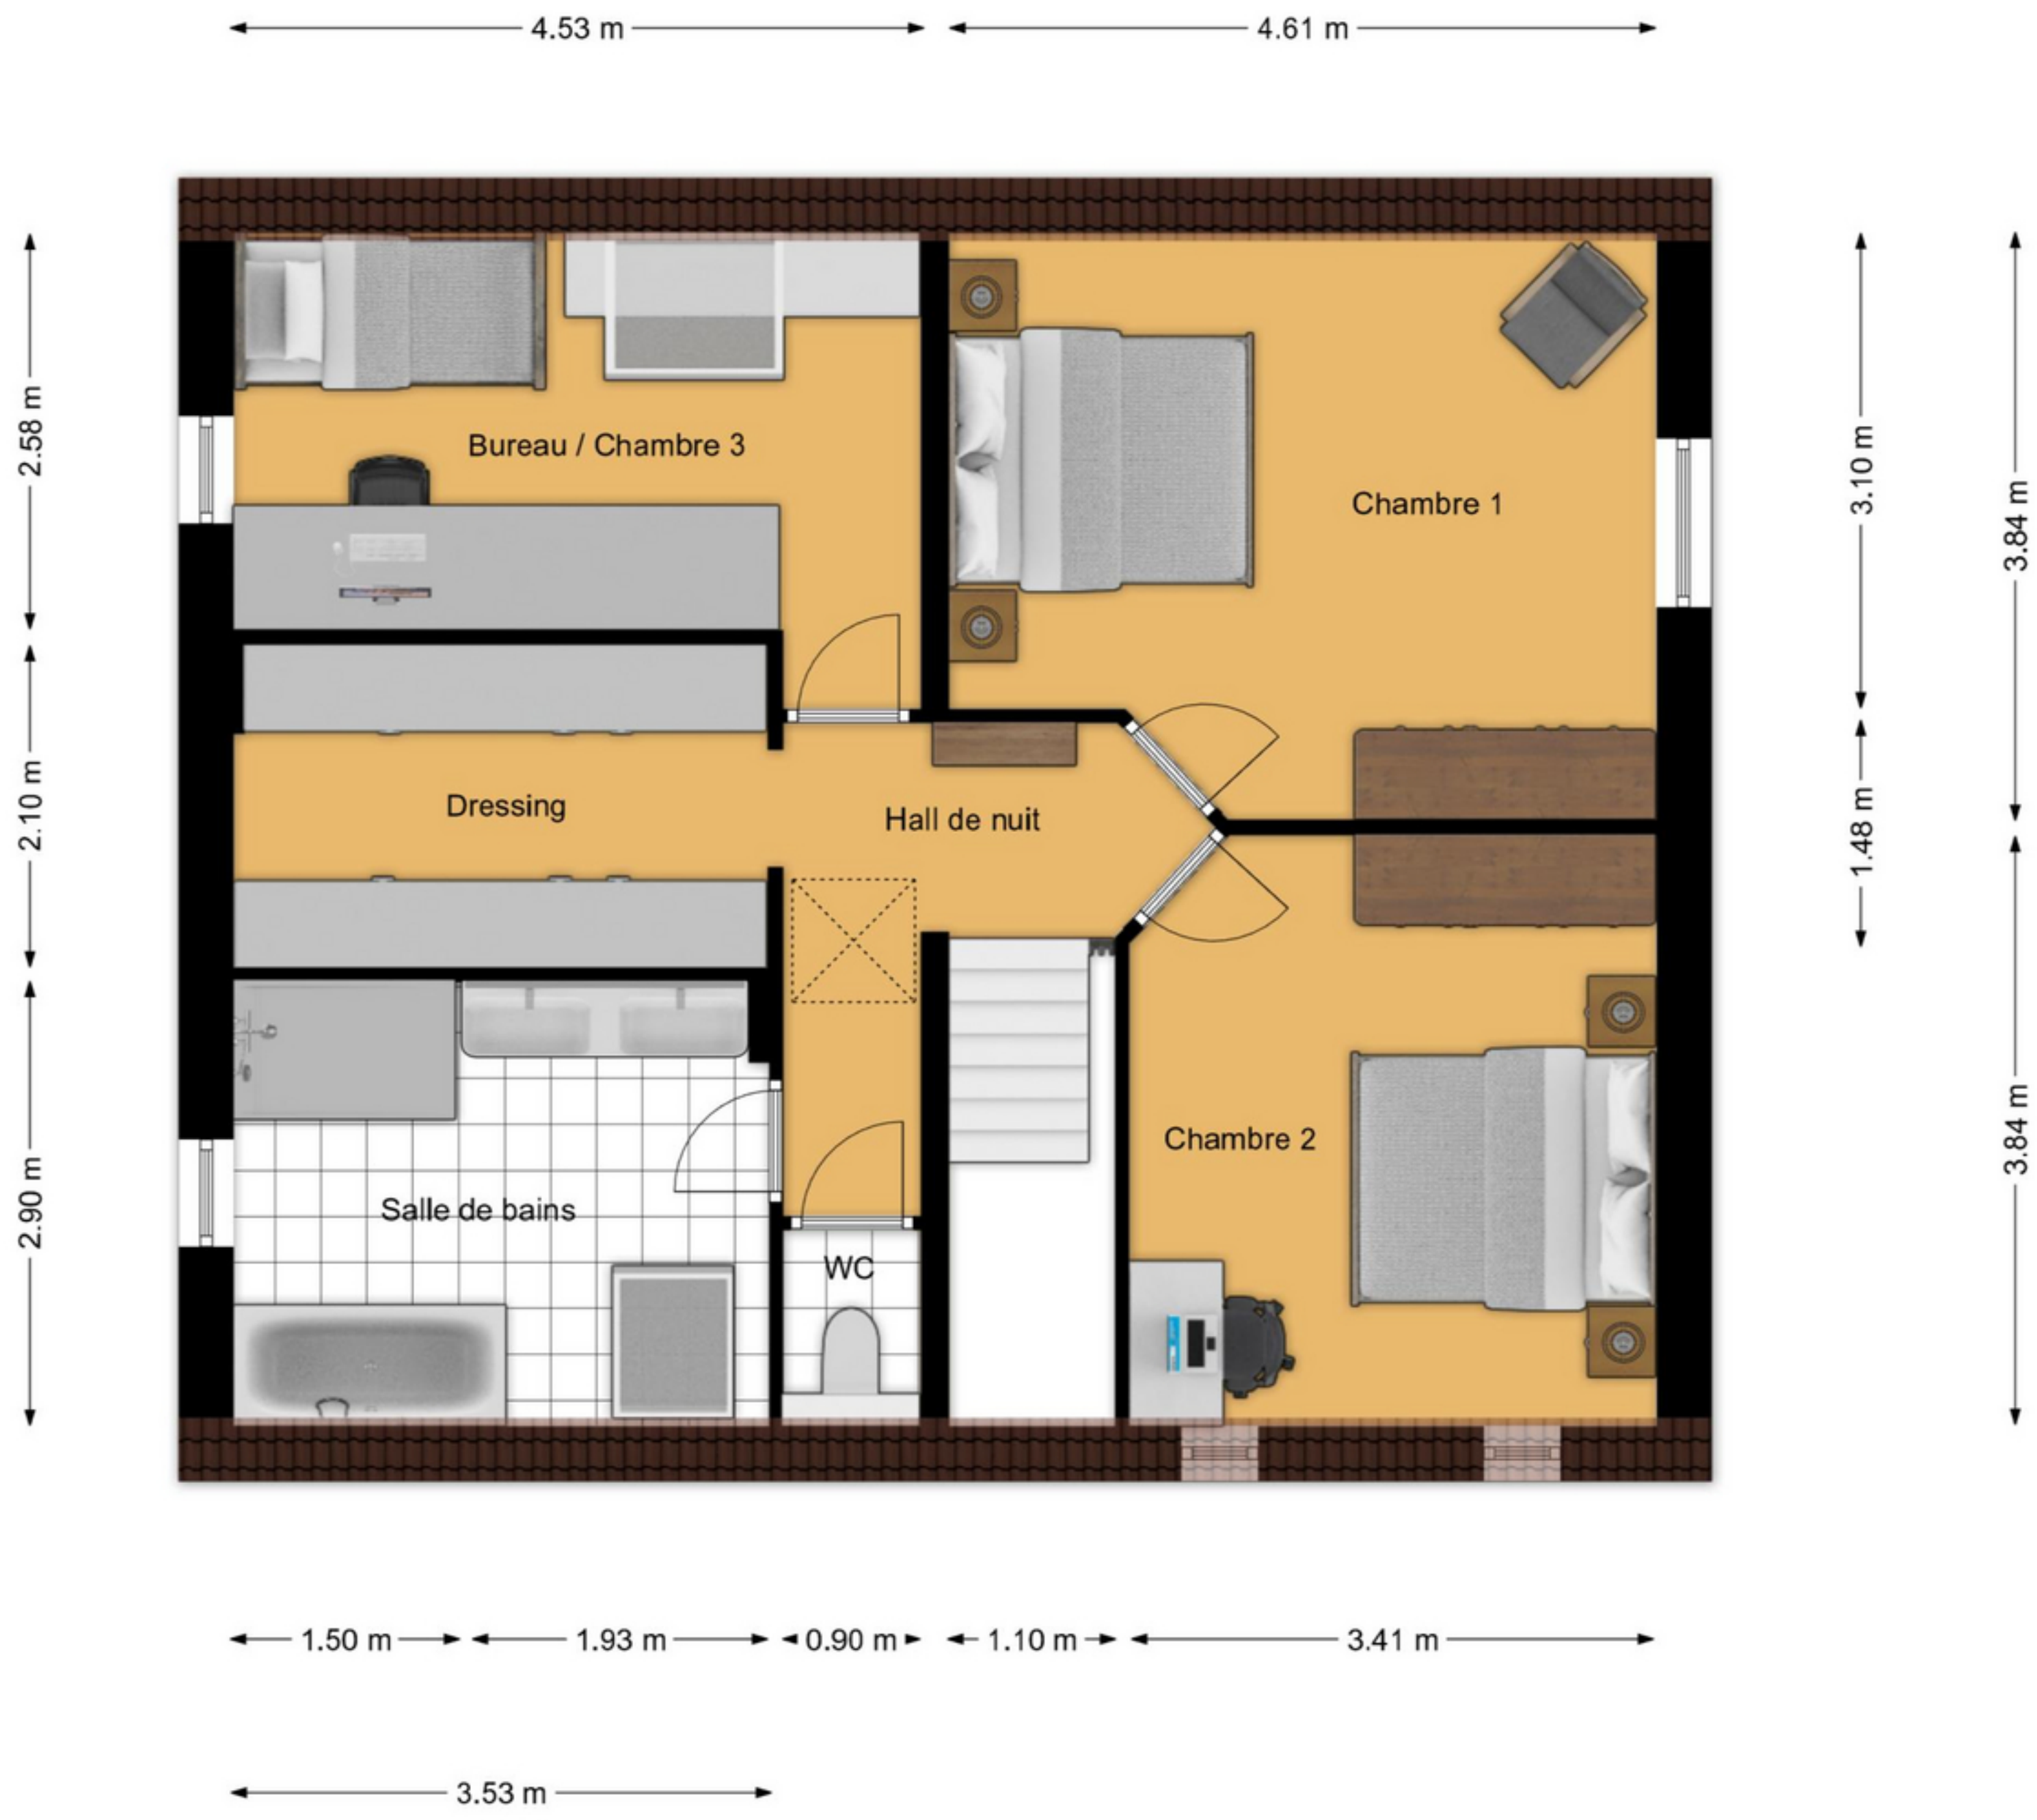 4.53 m
4.61 m
2.58 m
Bureau / Chambre 3
Chambre 1
3.10 m
3.84 m
2.10 m
Dressing
Hall de nuit
1.48 m
2.90 m
Salle de bains
WC
Chambre 2
3.84 m
1.50 m
1.93 m
0.90 m
1.10 m
3.41 m
3.53 m